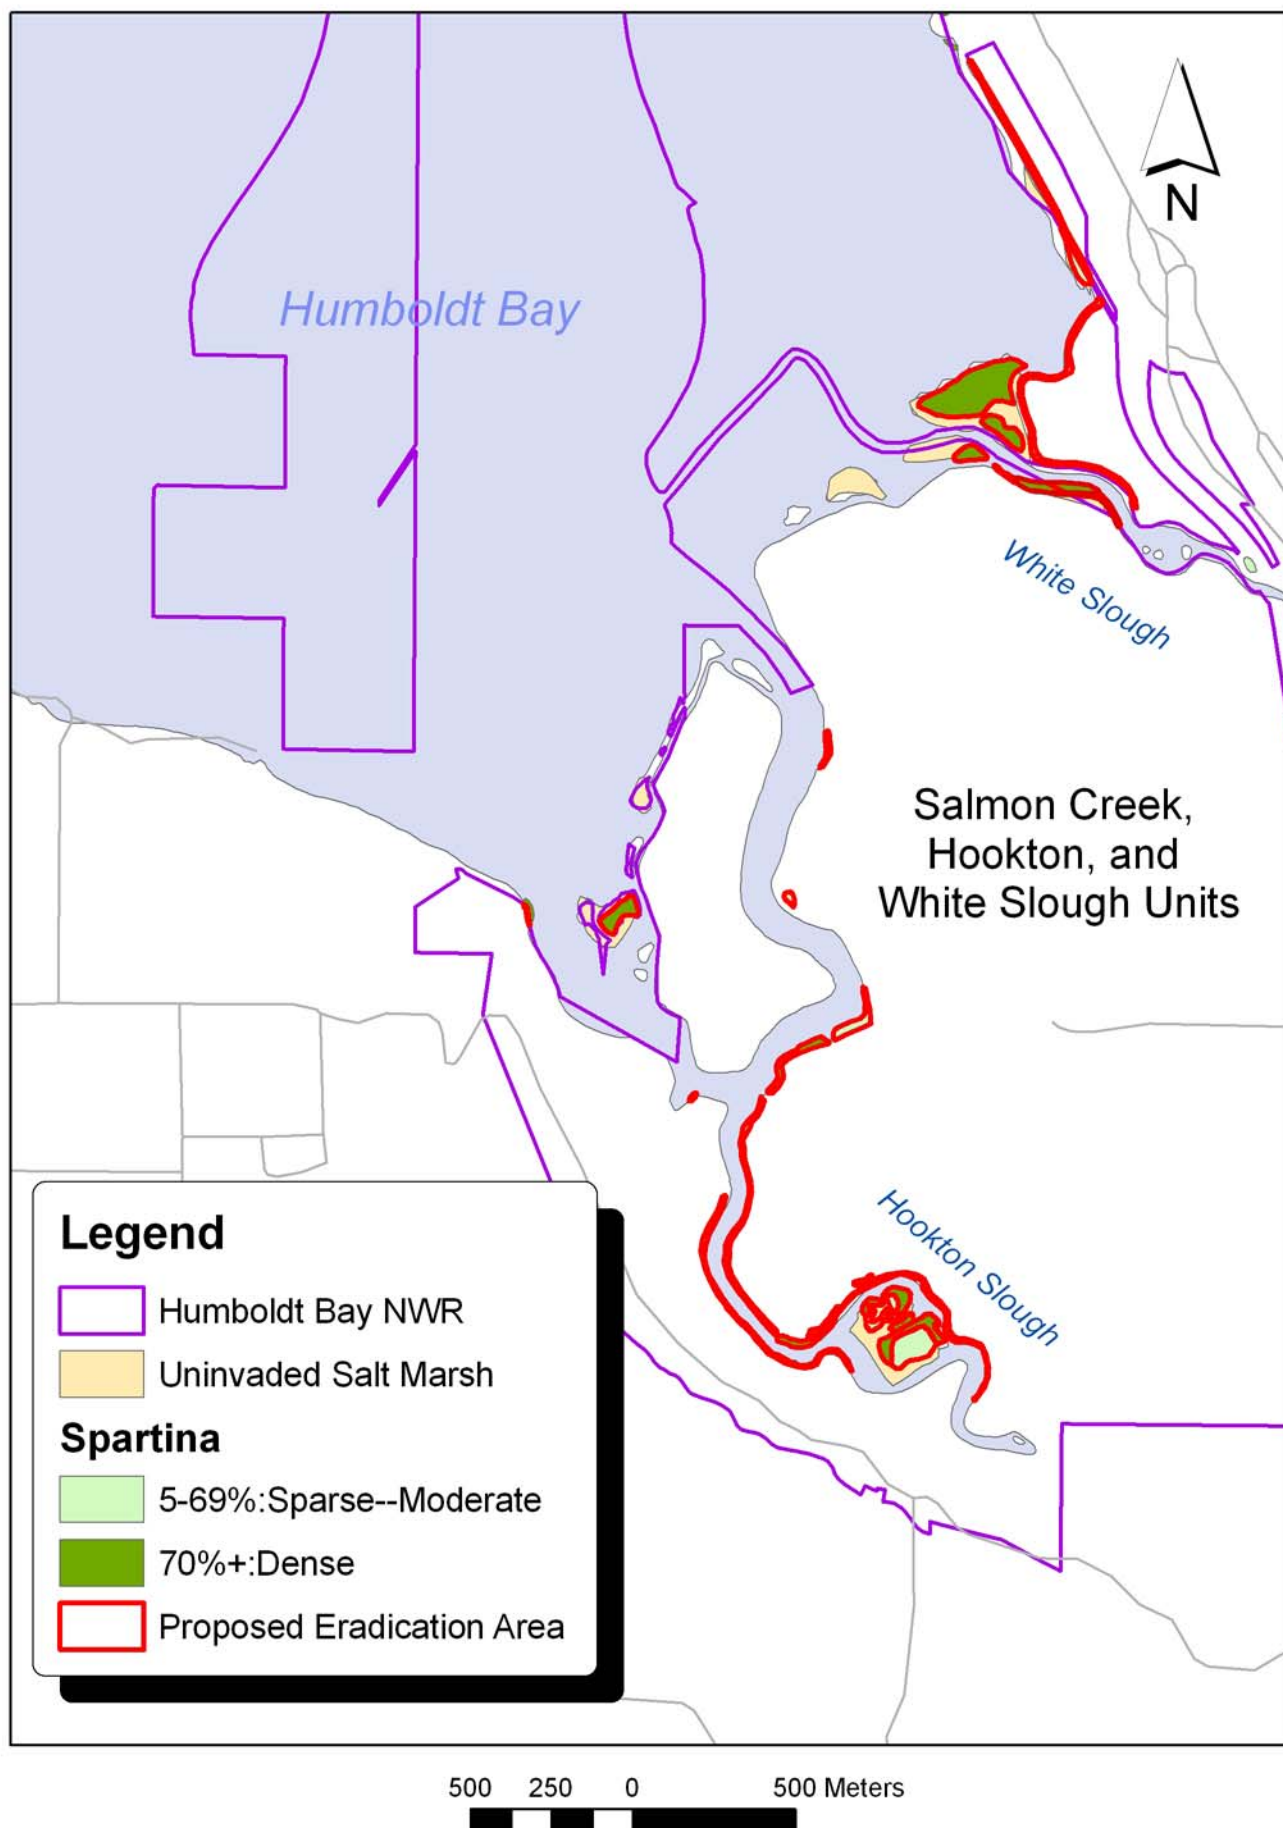 N
Humboldt Bay
White Slough
Salmon Creek,
Hookton, and
White Slough Units
Hookton Slough
Legend
Humboldt Bay NWR
Uninvaded Salt Marsh
Spartina
5-69%:Sparse--Moderate
70%+:Dense
Proposed Eradication Area
500 250 0 500 Meters